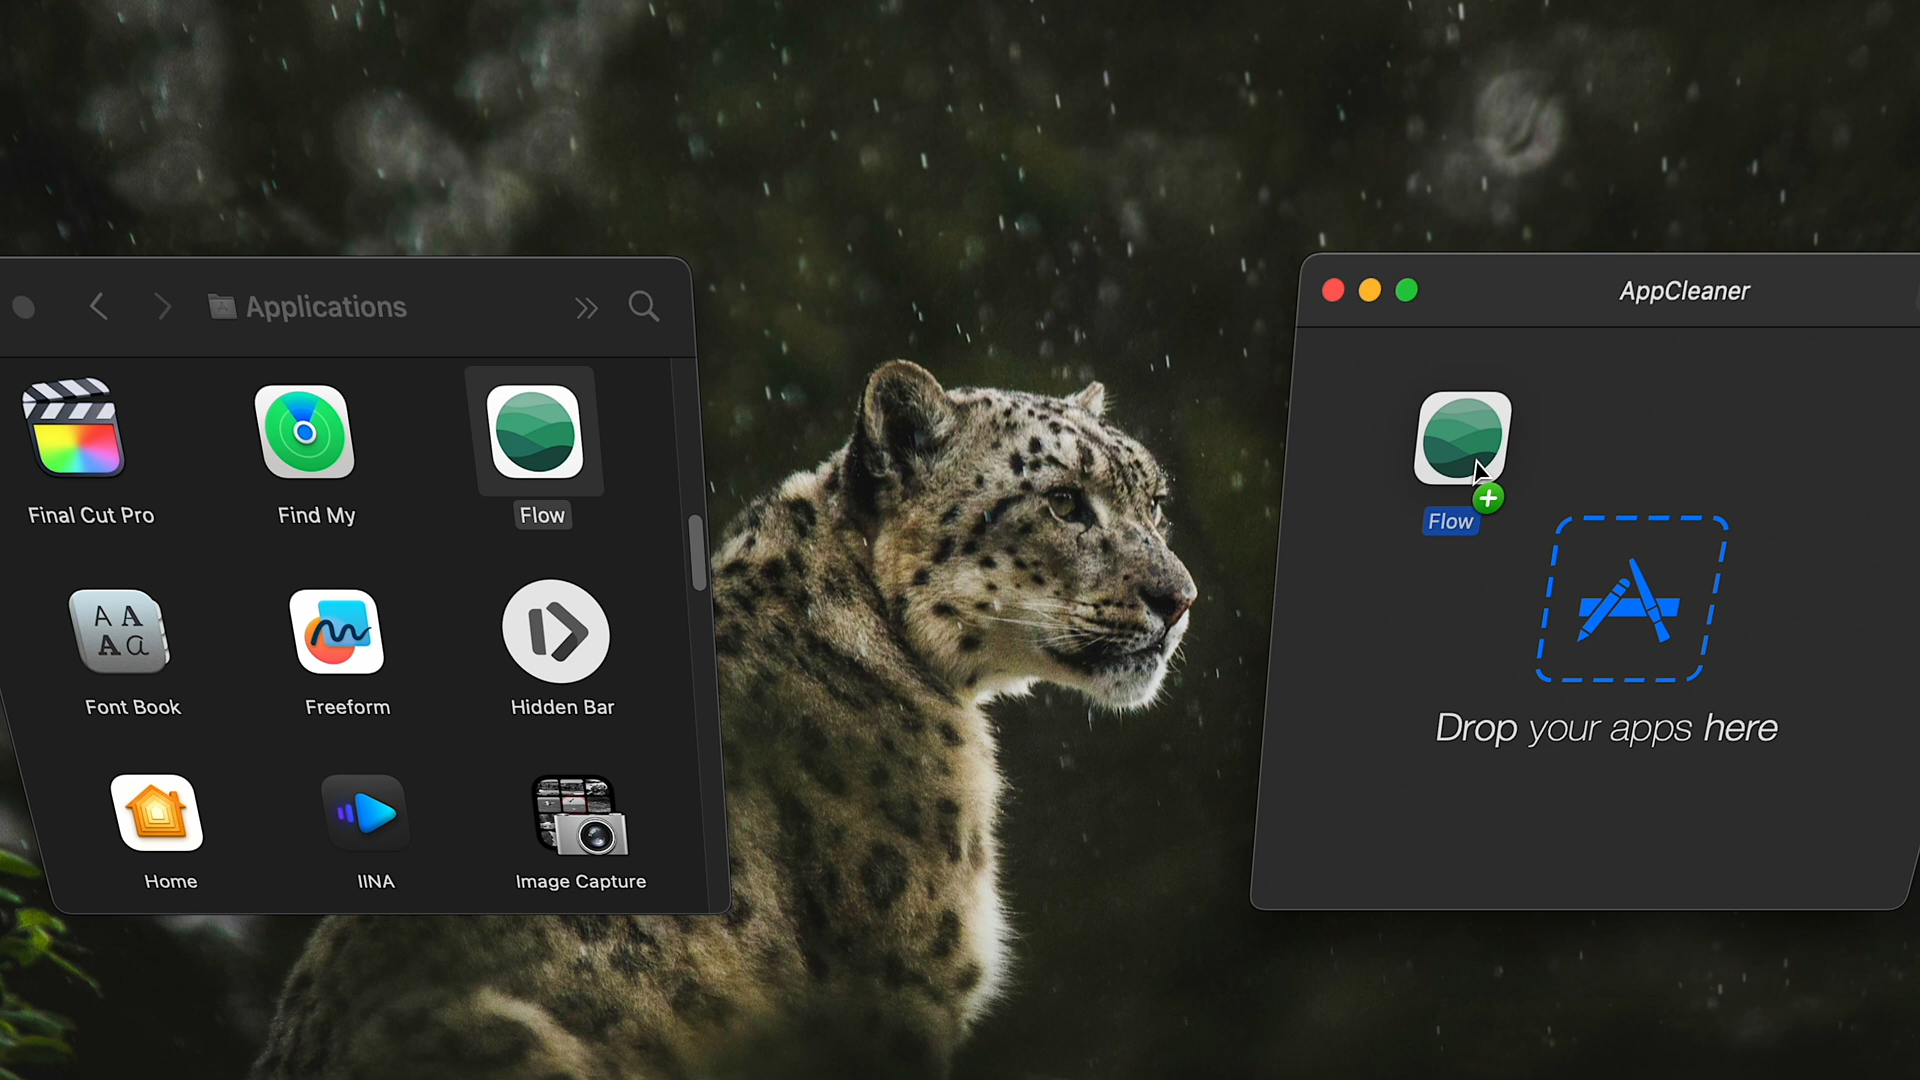 Applications
Final Cut Pro
Find My
Flow
Font Book
Freeform
Hidden Bar
Home
IINA
Image Capture
AppCleaner
Flow
Drop your apps here